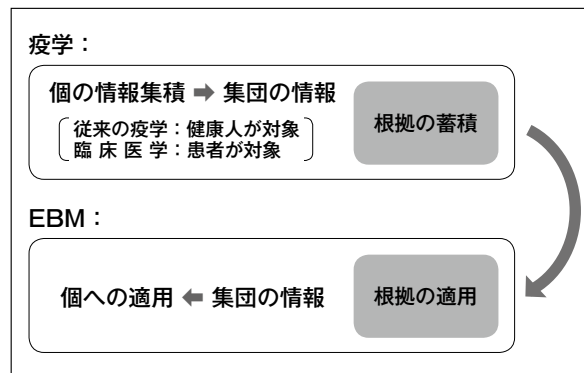 疫学：
個の情報集積 ➡ 集団の情報
従来の疫学：健康人が対象
臨床医学：患者が対象
根拠の蓄積
EBM：
個への適用 ⬅ 集団の情報
根拠の適用